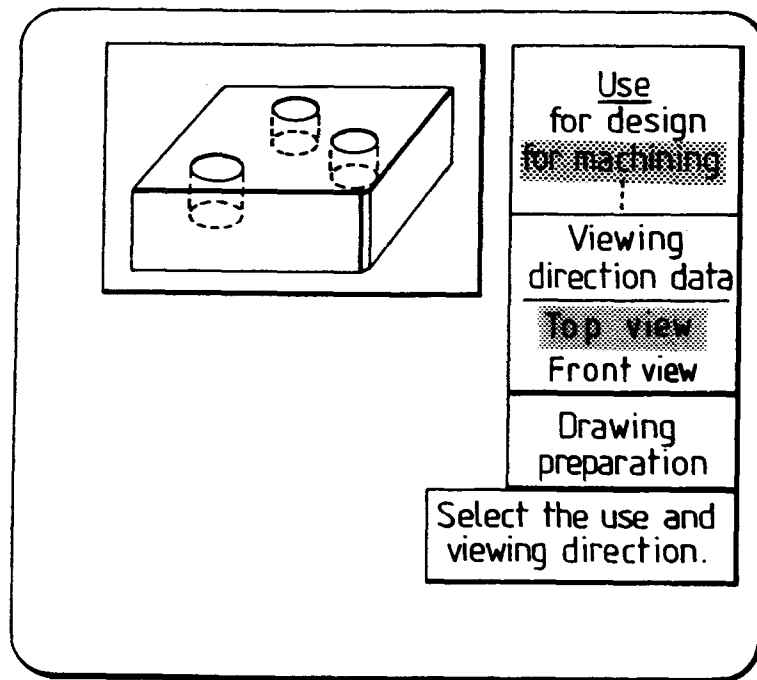 Use
for design
for machining
Viewing
direction data
Top view
Front view
Drawing
preparation
Select the use and
viewing direction.